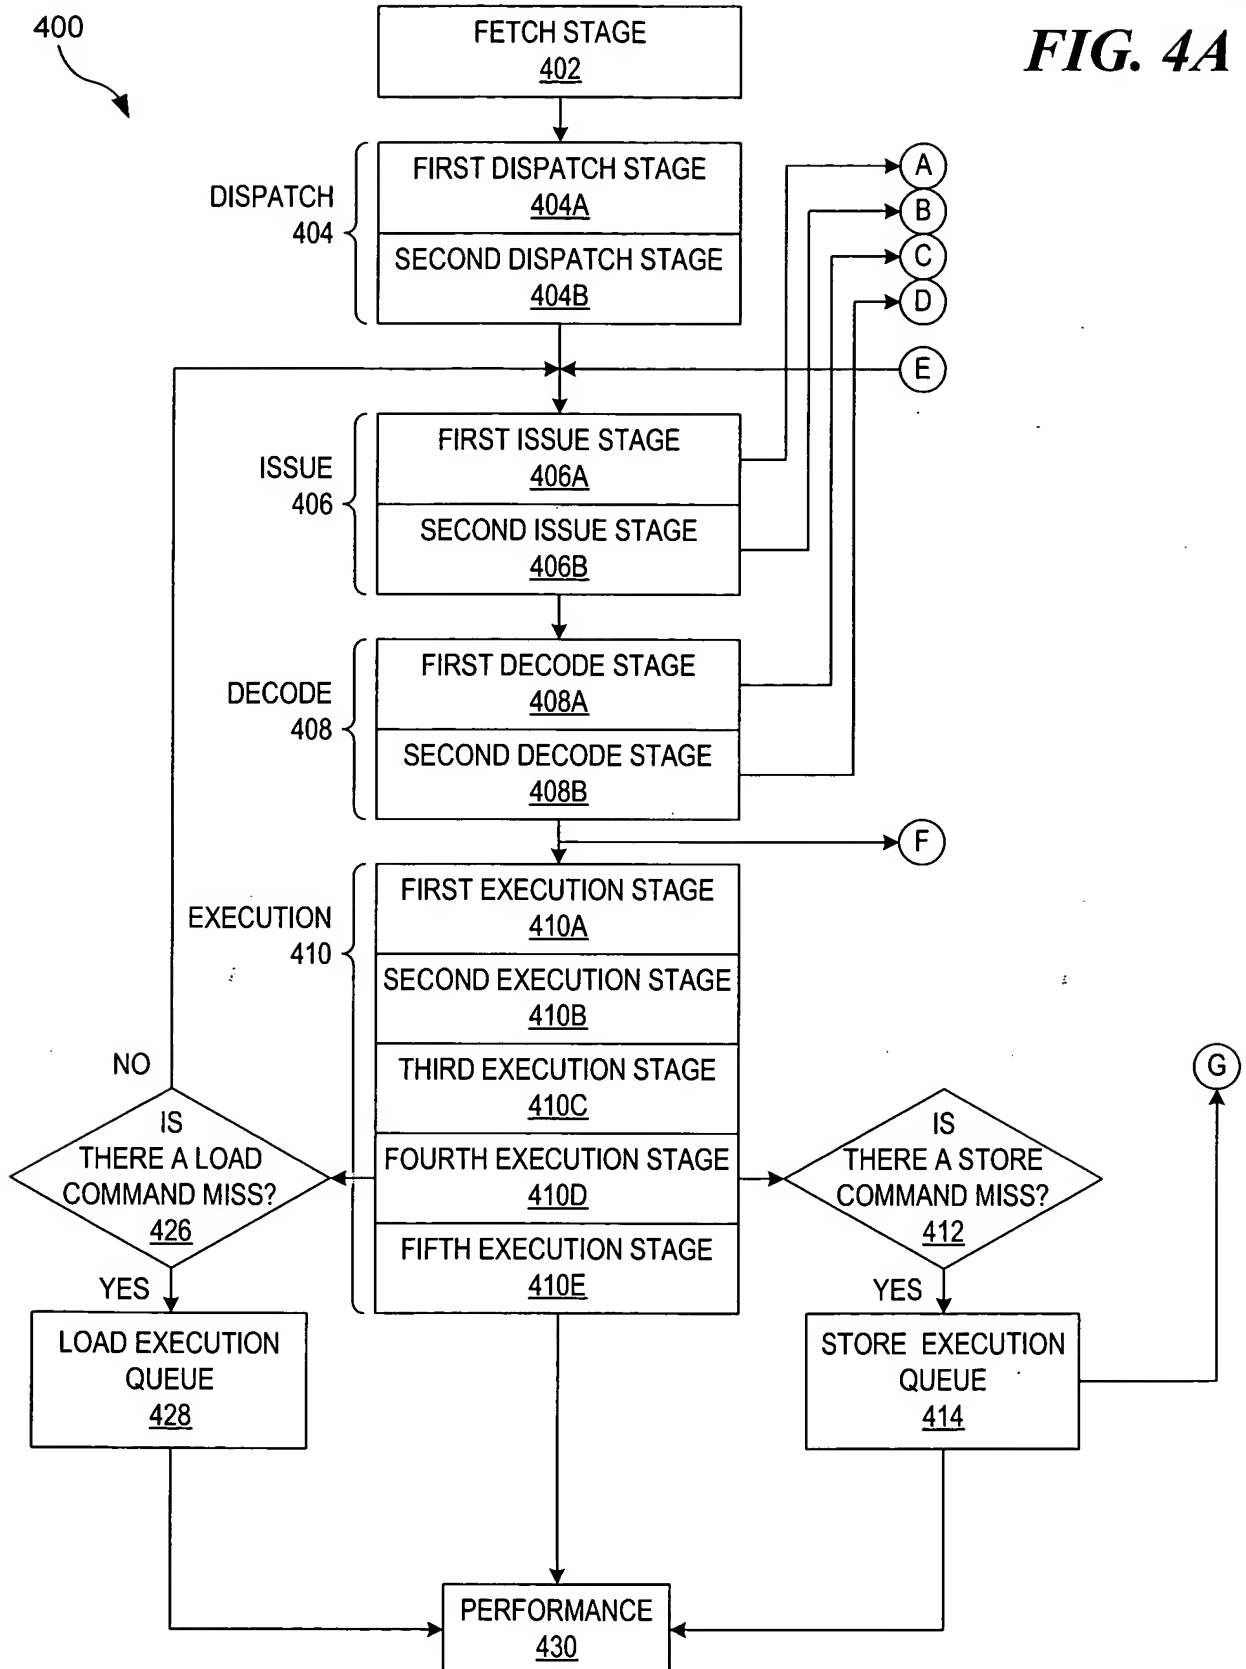 400
FIG. 4A
FETCH STAGE
402
DISPATCH
404
FIRST DISPATCH STAGE
404A
SECOND DISPATCH STAGE
404B
A
B
C
D
E
ISSUE
406
FIRST ISSUE STAGE
406A
SECOND ISSUE STAGE
406B
DECODE
408
FIRST DECODE STAGE
408A
SECOND DECODE STAGE
408B
F
EXECUTION
410
FIRST EXECUTION STAGE
410A
SECOND EXECUTION STAGE
410B
THIRD EXECUTION STAGE
410C
FOURTH EXECUTION STAGE
410D
FIFTH EXECUTION STAGE
410E
NO
IS
THERE A LOAD
COMMAND MISS?
426
YES
LOAD EXECUTION
QUEUE
428
G
IS
THERE A STORE
COMMAND MISS?
412
YES
STORE EXECUTION
QUEUE
414
PERFORMANCE
430